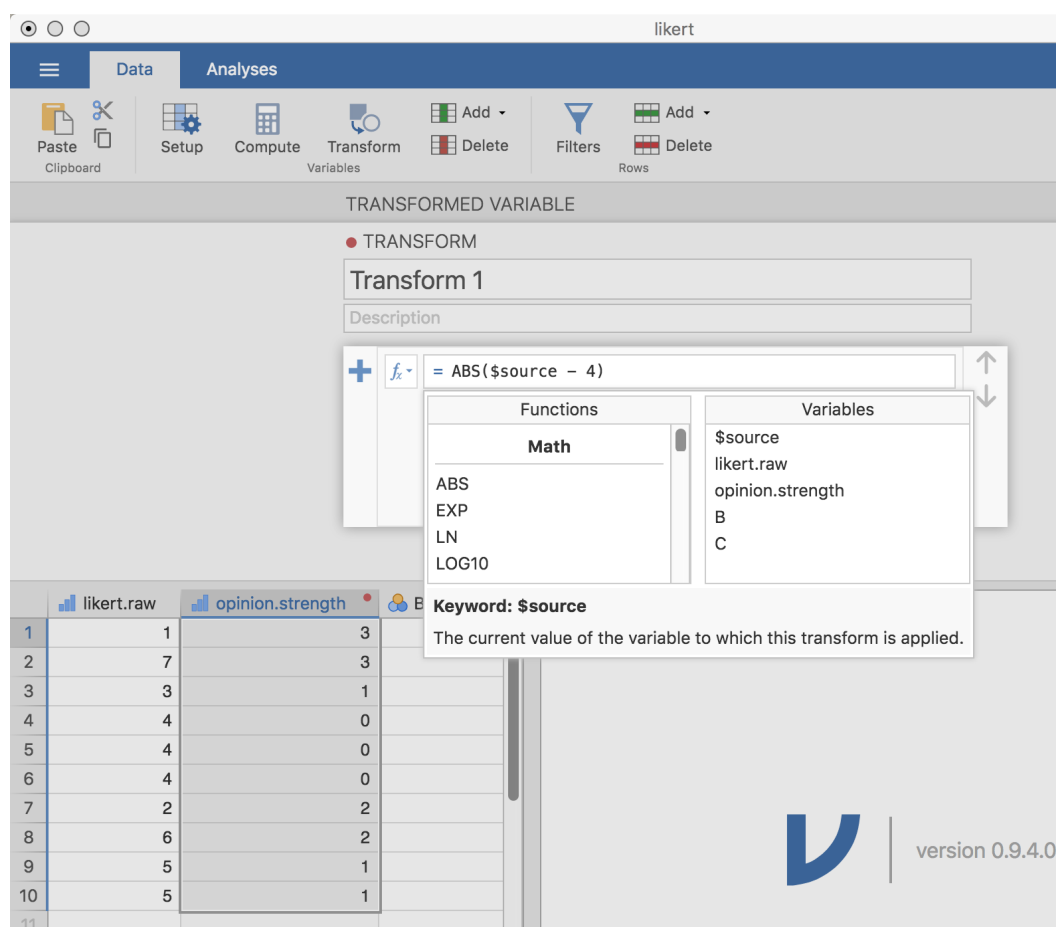 likert
Data Analyses
Paste Setup Compute Transform Add Delete Filters Add Delete
Clipboard Variables Rows
TRANSFORMED VARIABLE
TRANSFORM
Transform 1
Description
fx = ABS($source - 4)
Functions Variables
Math $source
ABS likert.raw
EXP opinion.strength
LN B
LOG10 C
likert.raw opinion.strength B
Keyword: $source
The current value of the variable to which this transform is applied.
1 1 3
2 7 3
3 3 1
4 4 0
5 4 0
6 4 0
7 2 2
8 6 2
9 5 1
10 5 1
11
version 0.9.4.0